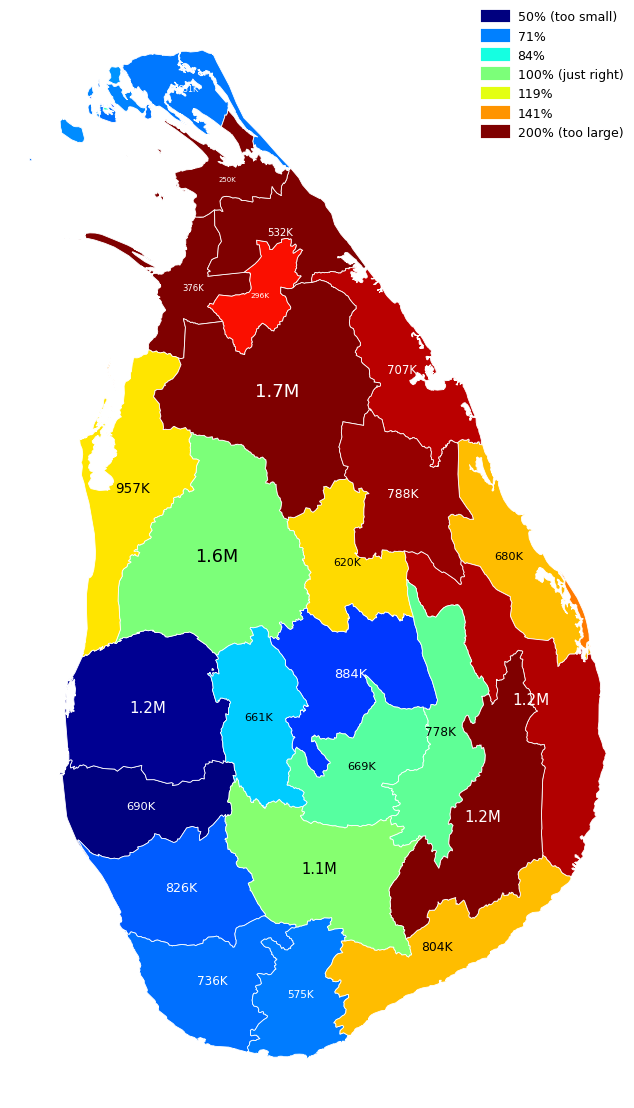 50% (too small)
71%
84%
100% (just right)
119%
141%
200% (too large)
250K
532K
376K
296K
707K
1.7M
957K
788K
1.6M
620K
680K
884K
661K
1.2M
1.2M
778K
669K
690K
1.2M
1.1M
826K
804K
736K
575K